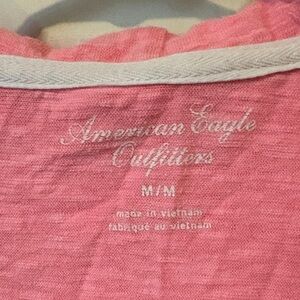 American Eagle
Outfitters
M/M
made in vietnam
fabriqué au vietnam